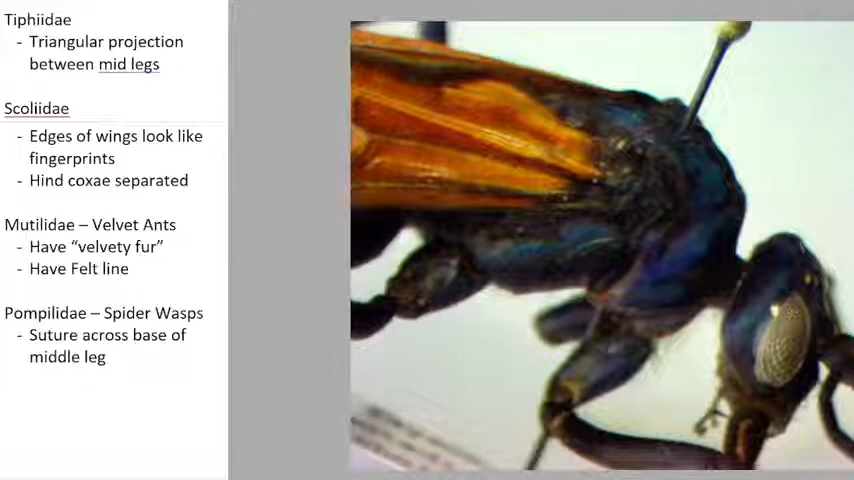 Tiphiidae
- Triangular projection
between mid legs
Scoliidae
- Edges of wings look like
fingerprints
- Hind coxae separated
Mutilidae – Velvet Ants
- Have “velvety fur”
- Have Felt line
Pompilidae – Spider Wasps
- Suture across base of
middle leg